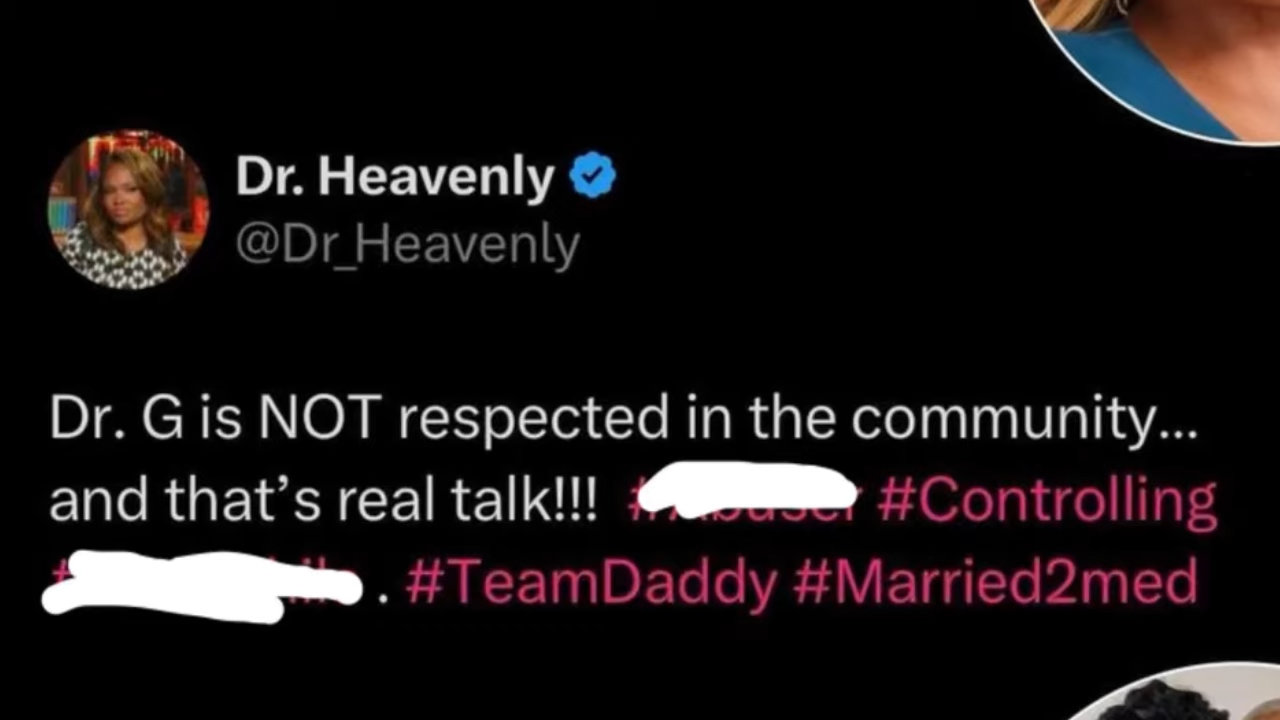 Dr. Heavenly
@Dr_Heavenly
Dr. G is NOT respected in the community...
and that's real talk!!! #Controlling
. #TeamDaddy #Married2med